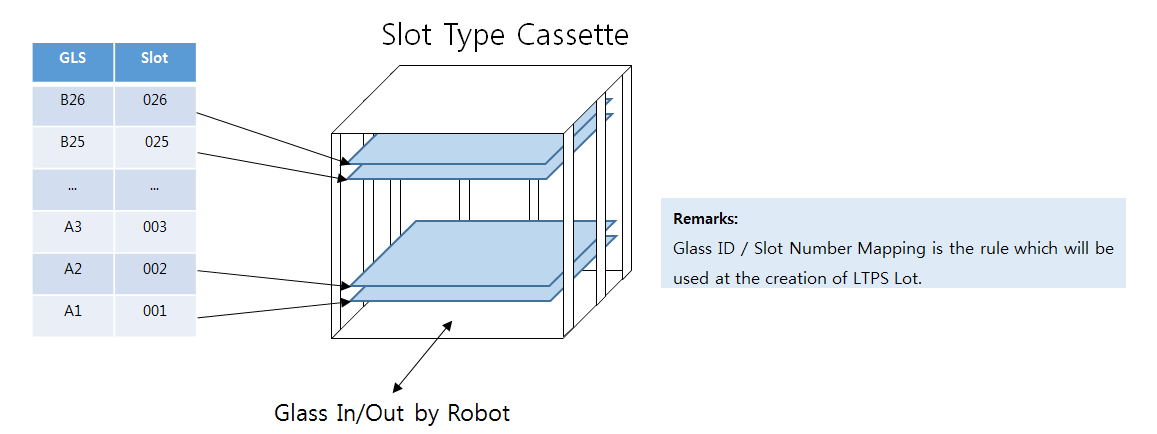 Slot Type Cassette
GLS Slot
B26 026
B25 025
... ...
A3 003
A2 002
A1 001
Remarks:
Glass ID / Slot Number Mapping is the rule which will be
used at the creation of LTPS Lot.
Glass In/Out by Robot